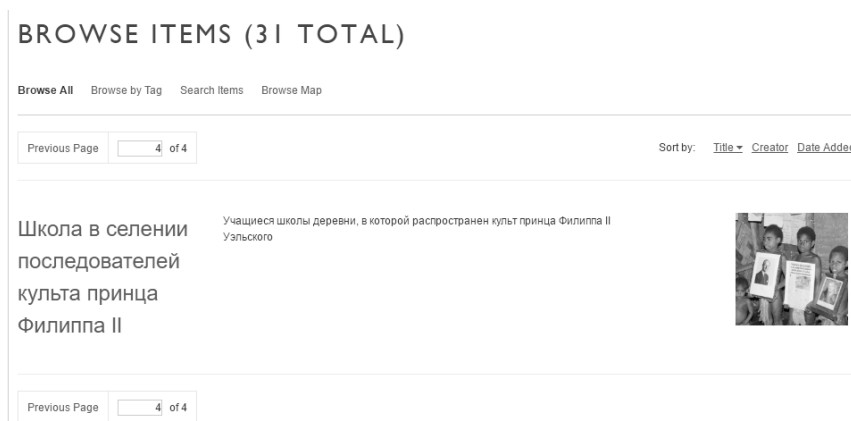 BROWSE ITEMS (31 TOTAL)
Browse All Browse by Tag Search Items Browse Map
Previous Page 4 of 4
Sort by: Title Creator Date Added
Школа в селении
последователей
культа принца
Филиппа II
Учащиеся школы деревни, в которой распространен культ принца Филиппа II
Уэльского
Previous Page 4 of 4